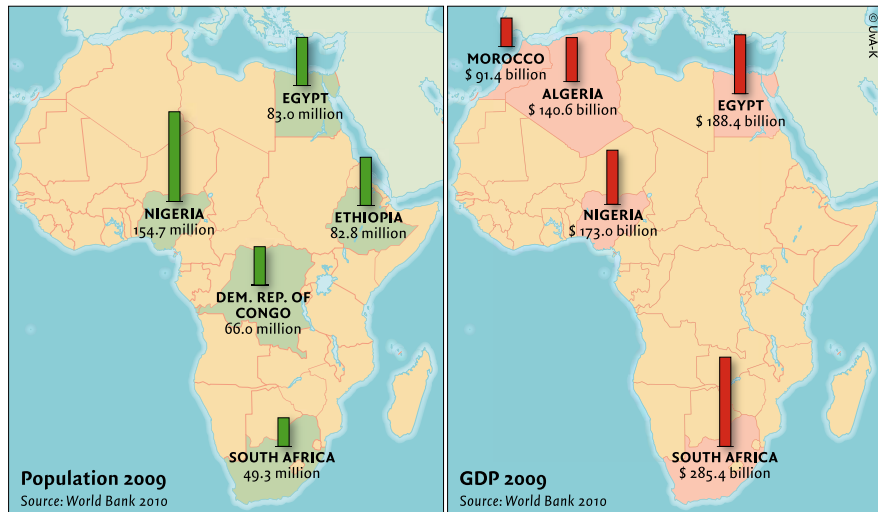 EGYPT
83.0 million
NIGERIA
154.7 million
ETHIOPIA
82.8 million
DEM. REP. OF
CONGO
66.0 million
SOUTH AFRICA
49.3 million
Population 2009
Source: World Bank 2010
© UvA-K
MOROCCO
$ 91.4 billion
ALGERIA
$ 140.6 billion
EGYPT
$ 188.4 billion
NIGERIA
$ 173.0 billion
SOUTH AFRICA
$ 285.4 billion
GDP 2009
Source: World Bank 2010